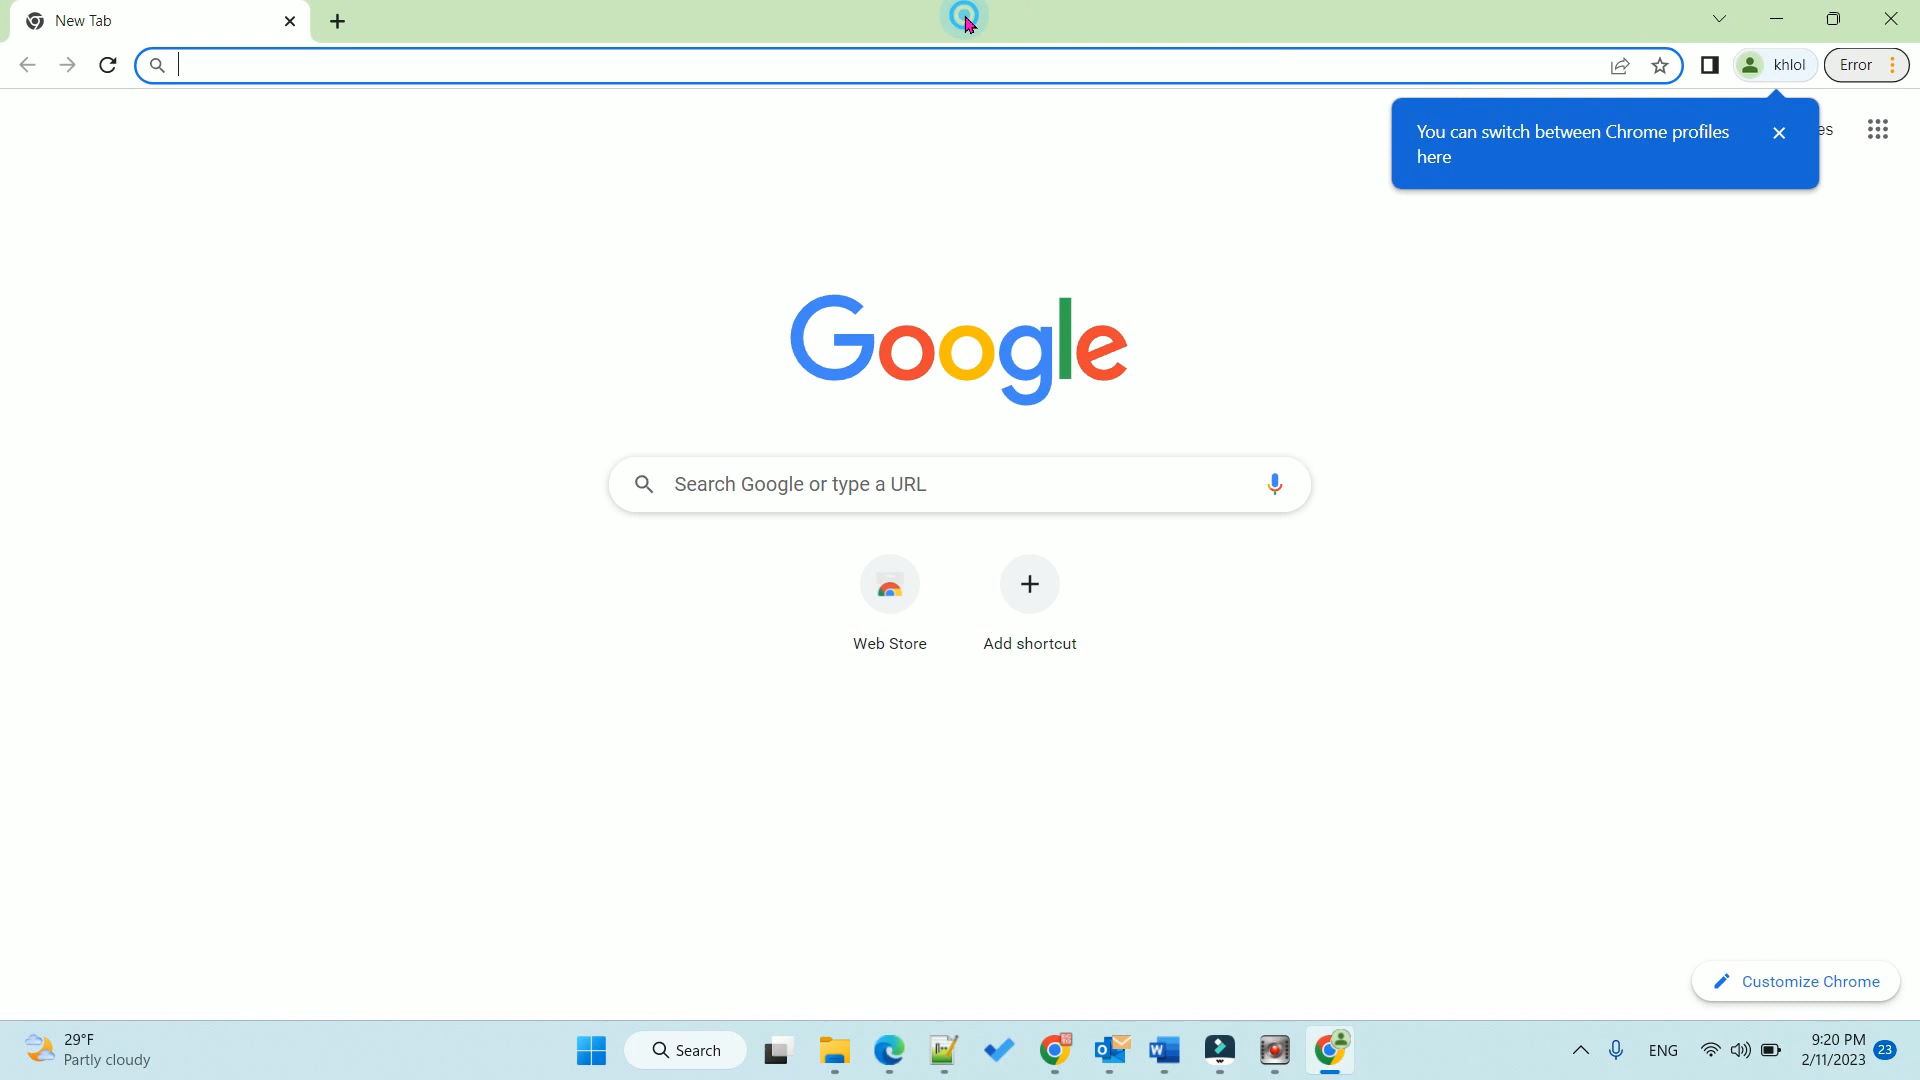 New Tab
khlol
Error
You can switch between Chrome profiles
here
es
Google
Search Google or type a URL
Web Store
Add shortcut
Customize Chrome
29°F
Partly cloudy
Search
ENG
9:20 PM
2/11/2023
23